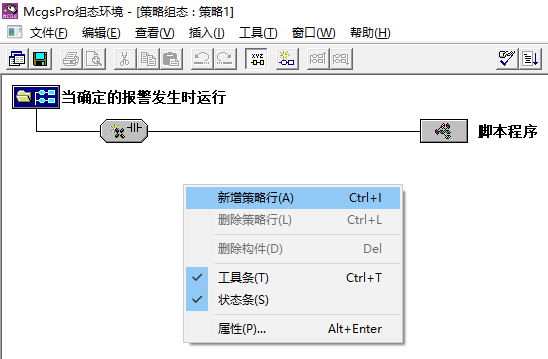 McgsPro组态环境 - [策略组态 : 策略1]
文件(F) 编辑(E) 查看(V) 插入(I) 工具(T) 窗口(W) 帮助(H)
XYZ
当确定的报警发生时运行
脚本程序
新增策略行(A) Ctrl+I
删除策略行(L) Ctrl+L
删除构件(D) Del
工具条(T) Ctrl+T
状态条(S)
属性(P)... Alt+Enter